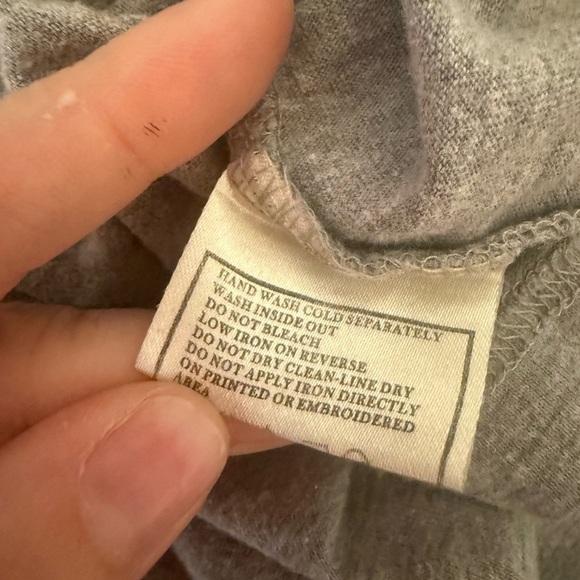 HAND WASH COLD SEPARATELY
WASH INSIDE OUT
DO NOT BLEACH
LOW IRON ON REVERSE
DO NOT DRY CLEAN-LINE DRY
DO NOT APPLY IRON DIRECTLY
ON PRINTED OR EMBROIDERED
AREA